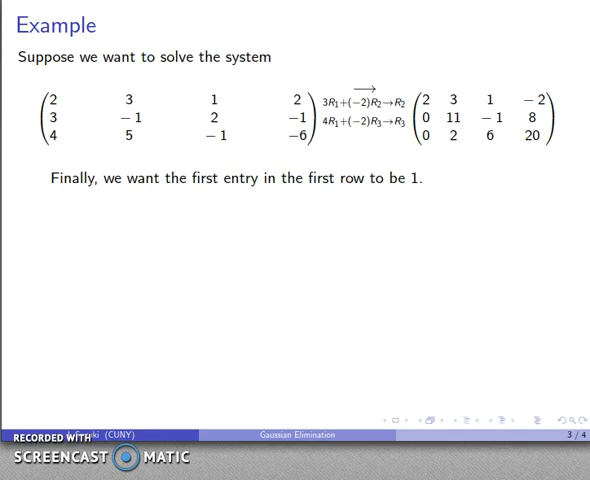 Example
Suppose we want to solve the system
2 3 1 2
3 −1 2 −1
4 5 −1 −6
⟶
3R₁+(−2)R₂→R₂
4R₁+(−2)R₃→R₃
2 3 1 −2
0 11 −1 8
0 2 6 20
Finally, we want the first entry in the first row to be 1.
(CUNY) Gaussian Elimination 3 / 4
RECORDED WITH
SCREENCAST MATIC